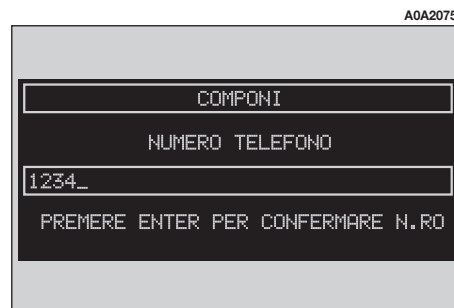 A0A2075
COMPONI
NUMERO TELEFONO
1234_
PREMERE ENTER PER CONFERMARE N.RO